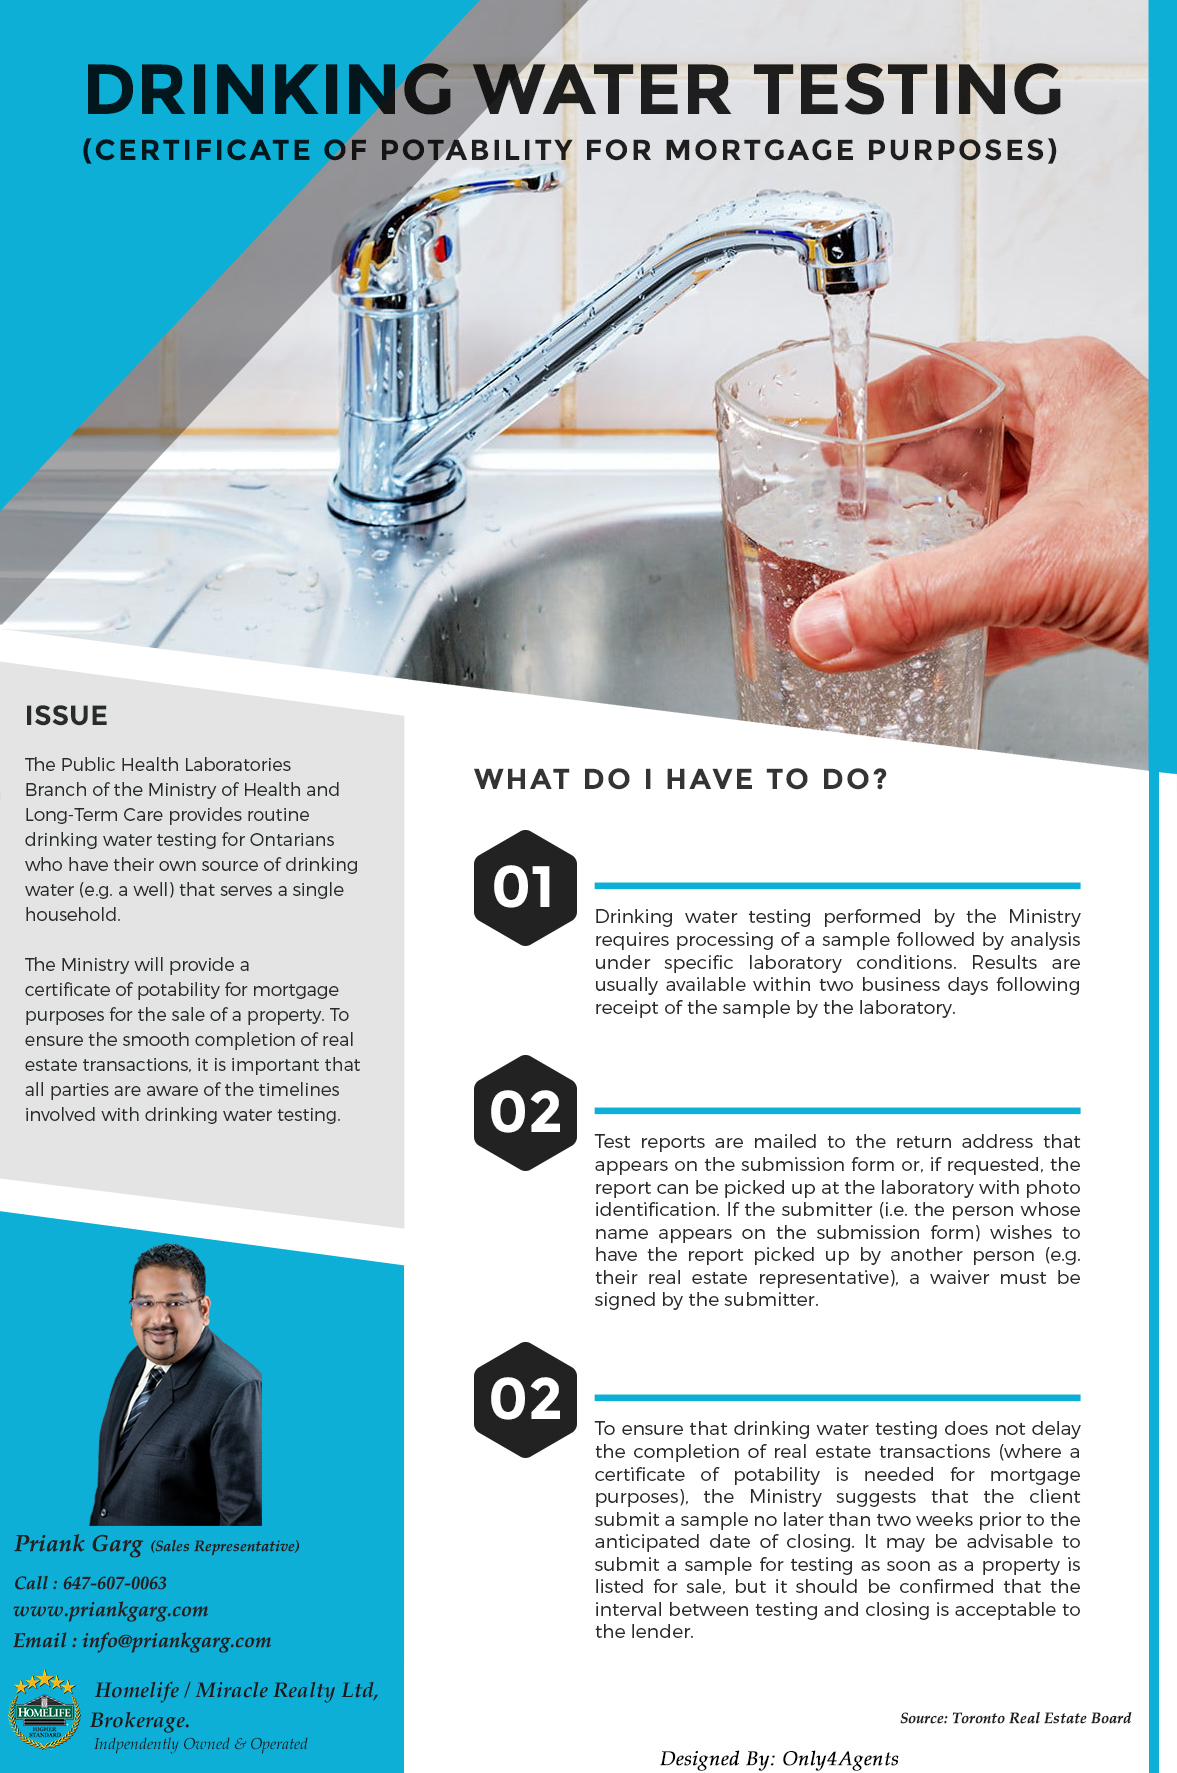 DRINKING WATER TESTING
(CERTIFICATE OF POTABILITY FOR MORTGAGE PURPOSES)
ISSUE
The Public Health Laboratories
Branch of the Ministry of Health and
Long-Term Care provides routine
drinking water testing for Ontarians
who have their own source of drinking
water (e.g. a well) that serves a single
household.
The Ministry will provide a
certificate of potability for mortgage
purposes for the sale of a property. To
ensure the smooth completion of real
estate transactions, it is important that
all parties are aware of the timelines
involved with drinking water testing.
WHAT DO I HAVE TO DO?
01
Drinking water testing performed by the Ministry
requires processing of a sample followed by analysis
under specific laboratory conditions. Results are
usually available within two business days following
receipt of the sample by the laboratory.
02
Test reports are mailed to the return address that
appears on the submission form or, if requested, the
report can be picked up at the laboratory with photo
identification. If the submitter (i.e. the person whose
name appears on the submission form) wishes to
have the report picked up by another person (e.g.
their real estate representative), a waiver must be
signed by the submitter.
02
To ensure that drinking water testing does not delay
the completion of real estate transactions (where a
certificate of potability is needed for mortgage
purposes), the Ministry suggests that the client
submit a sample no later than two weeks prior to the
anticipated date of closing. It may be advisable to
submit a sample for testing as soon as a property is
listed for sale, but it should be confirmed that the
interval between testing and closing is acceptable to
the lender.
Priank Garg (Sales Representative)
Call : 647-607-0063
www.priankgarg.com
Email : info@priankgarg.com
HOMELIFE
HIGHER
STANDARD
Homelife / Miracle Realty Ltd,
Brokerage.
Indpendently Owned & Operated
Source: Toronto Real Estate Board
Designed By: Only4Agents